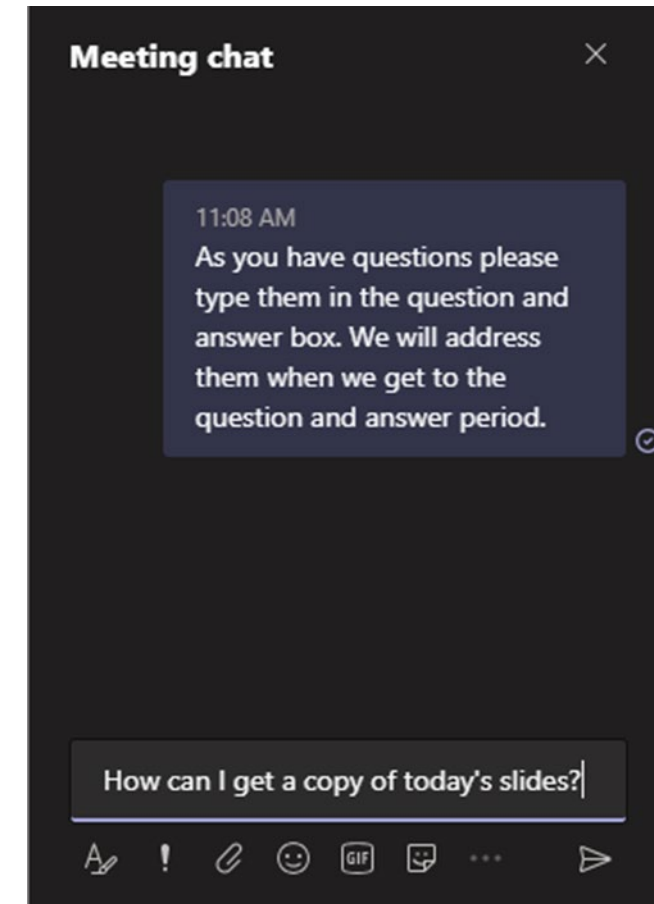 Meeting chat
11:08 AM
As you have questions please
type them in the question and
answer box. We will address
them when we get to the
question and answer period.
How can I get a copy of today's slides?
GIF